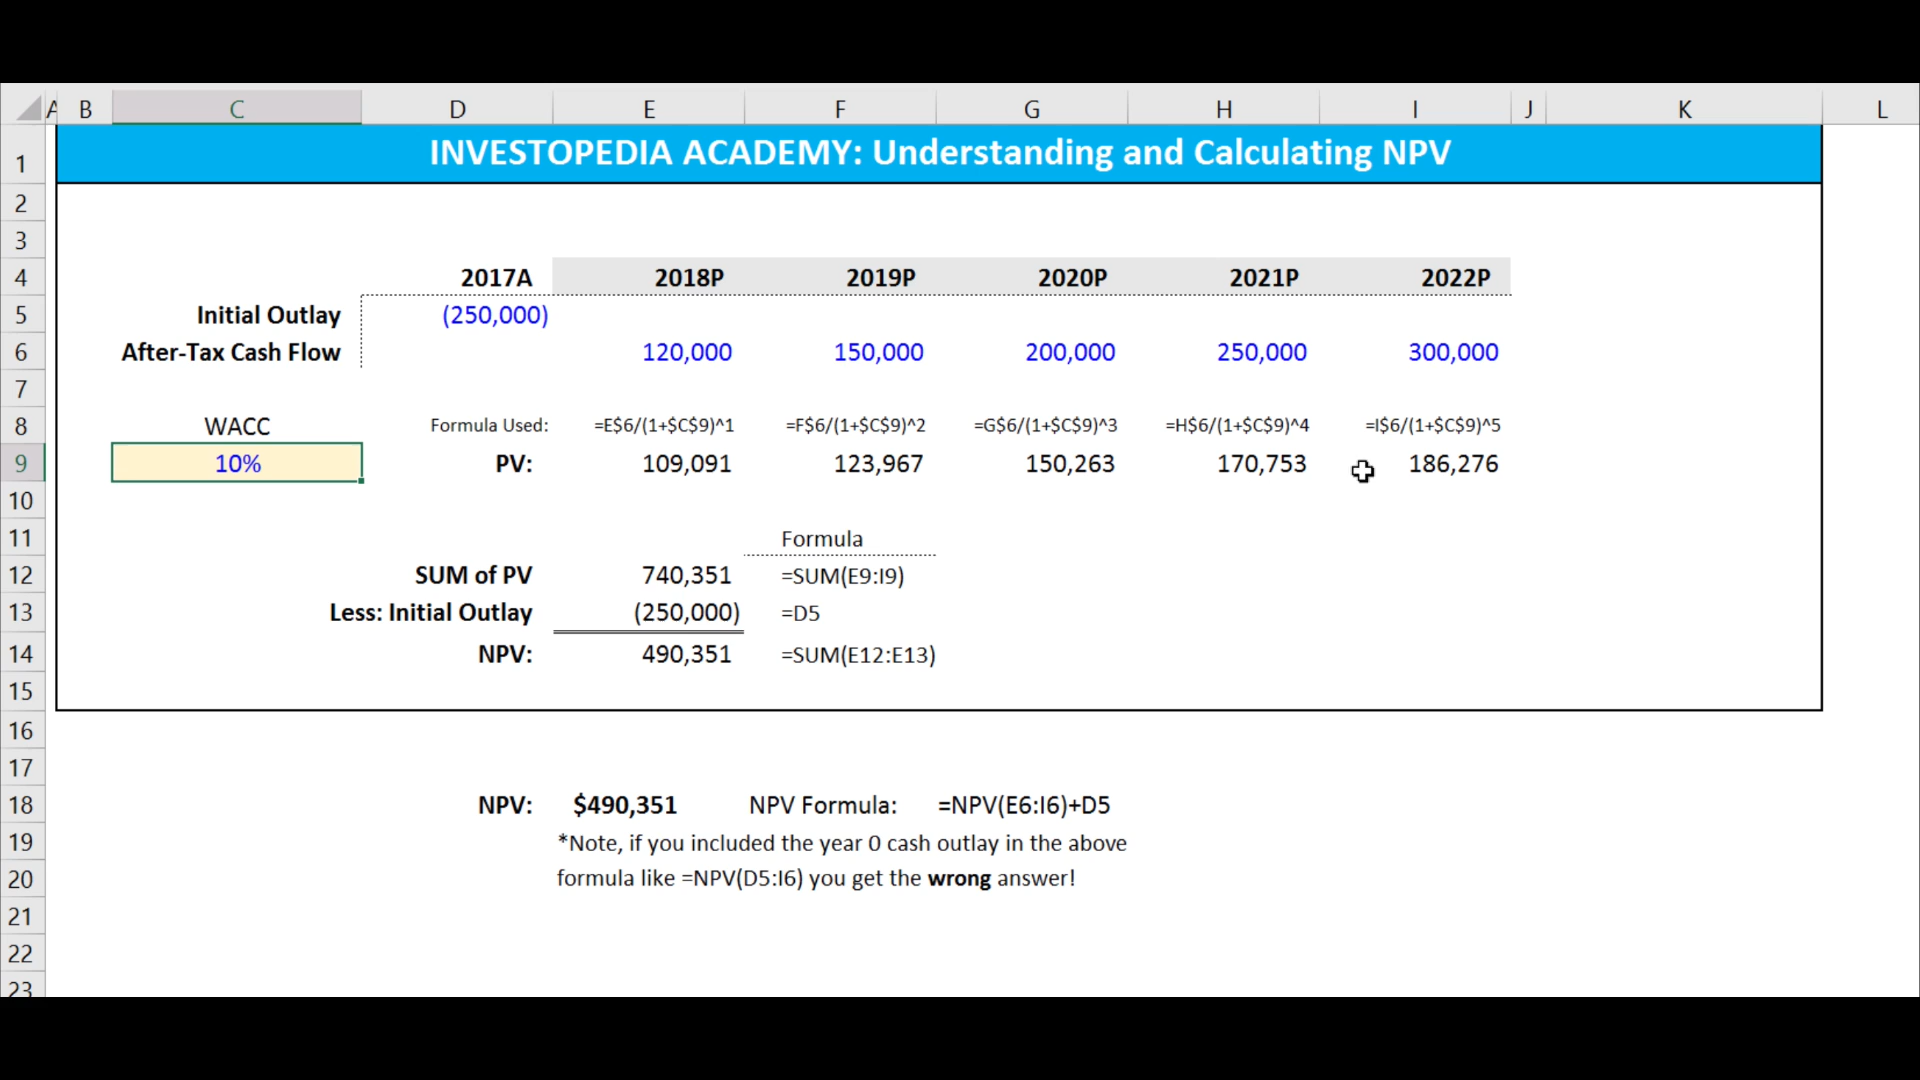 A B C D E F G H I J K L
1 INVESTOPEDIA ACADEMY: Understanding and Calculating NPV
2
3
4 2017A 2018P 2019P 2020P 2021P 2022P
5 Initial Outlay (250,000)
6 After-Tax Cash Flow 120,000 150,000 200,000 250,000 300,000
7
8 WACC Formula Used: =E$6/(1+$C$9)^1 =F$6/(1+$C$9)^2 =G$6/(1+$C$9)^3 =H$6/(1+$C$9)^4 =I$6/(1+$C$9)^5
9 10% PV: 109,091 123,967 150,263 170,753 186,276
10
11 Formula
12 SUM of PV 740,351 =SUM(E9:I9)
13 Less: Initial Outlay (250,000) =D5
14 NPV: 490,351 =SUM(E12:E13)
15
16
17
18 NPV: $490,351 NPV Formula: =NPV(E6:I6)+D5
19 *Note, if you included the year 0 cash outlay in the above
20 formula like =NPV(D5:I6) you get the wrong answer!
21
22
23